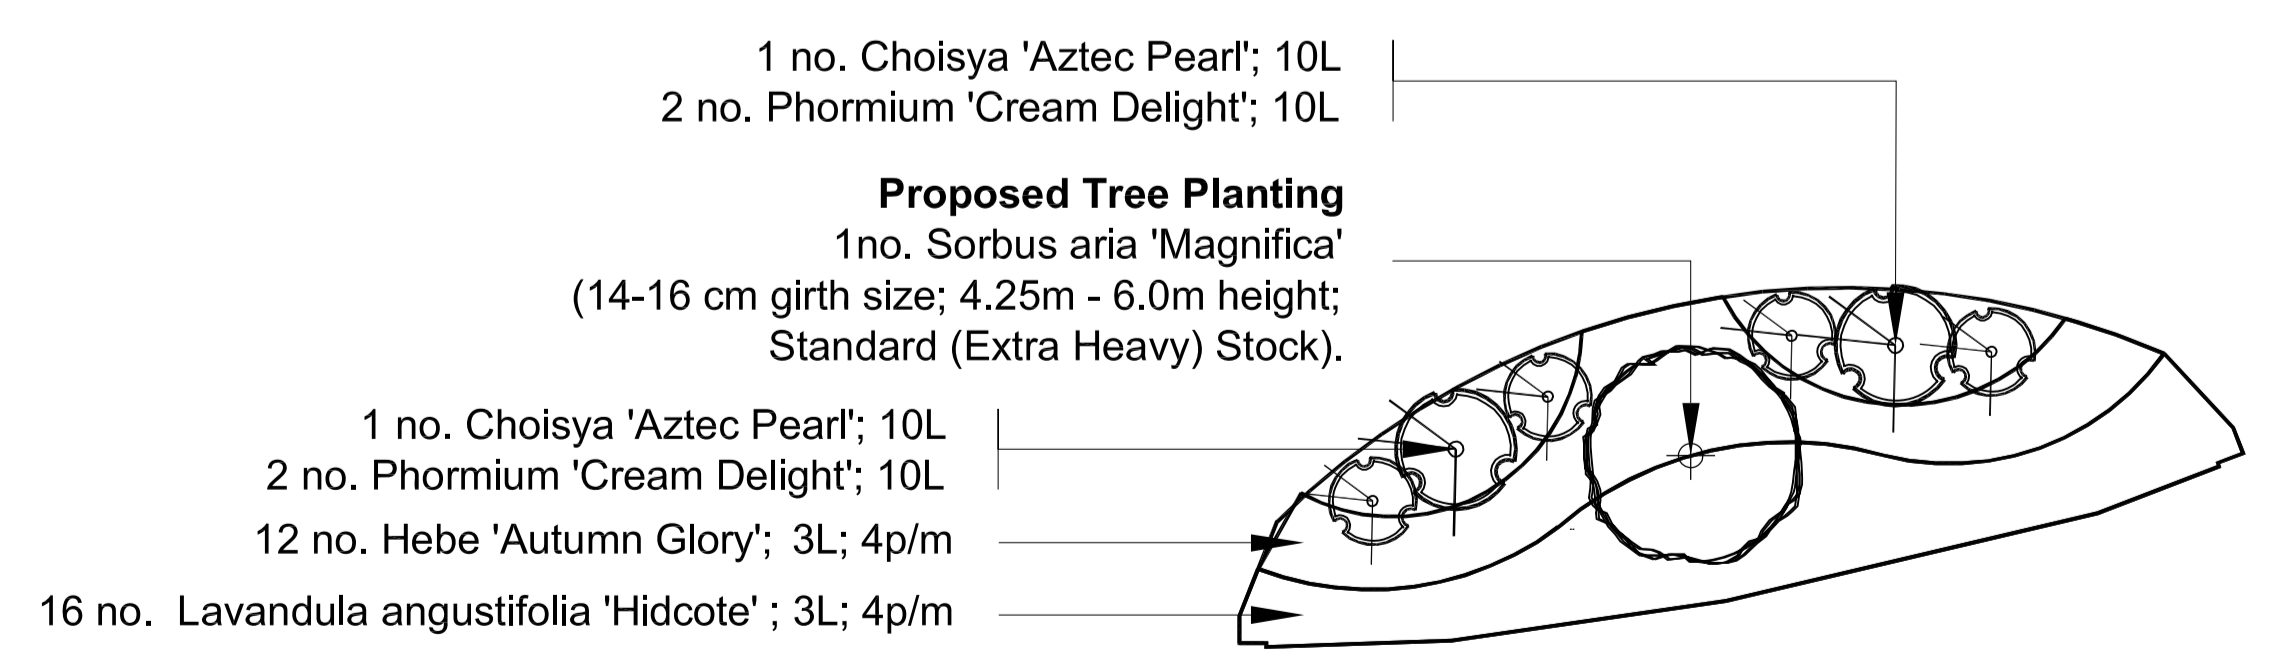 1 no. Choisya 'Aztec Pearl'; 10L
2 no. Phormium 'Cream Delight'; 10L
Proposed Tree Planting
1no. Sorbus aria 'Magnifica'
(14-16 cm girth size; 4.25m - 6.0m height;
Standard (Extra Heavy) Stock).
1 no. Choisya 'Aztec Pearl'; 10L
2 no. Phormium 'Cream Delight'; 10L
12 no. Hebe 'Autumn Glory'; 3L; 4p/m
16 no. Lavandula angustifolia 'Hidcote' ; 3L; 4p/m